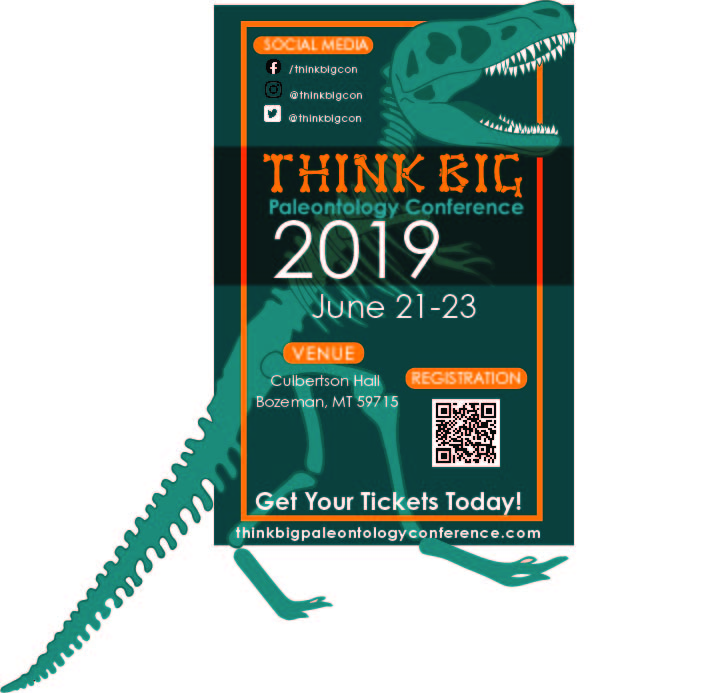 SOCIAL MEDIA
/thinkbigcon
@thinkbigcon
@thinkbigcon
THINK BIG
Paleontology Conference
2019
June 21-23
VENUE
Culbertson Hall
Bozeman, MT 59715
REGISTRATION
Get Your Tickets Today!
thinkbigpaleontologyconference.com